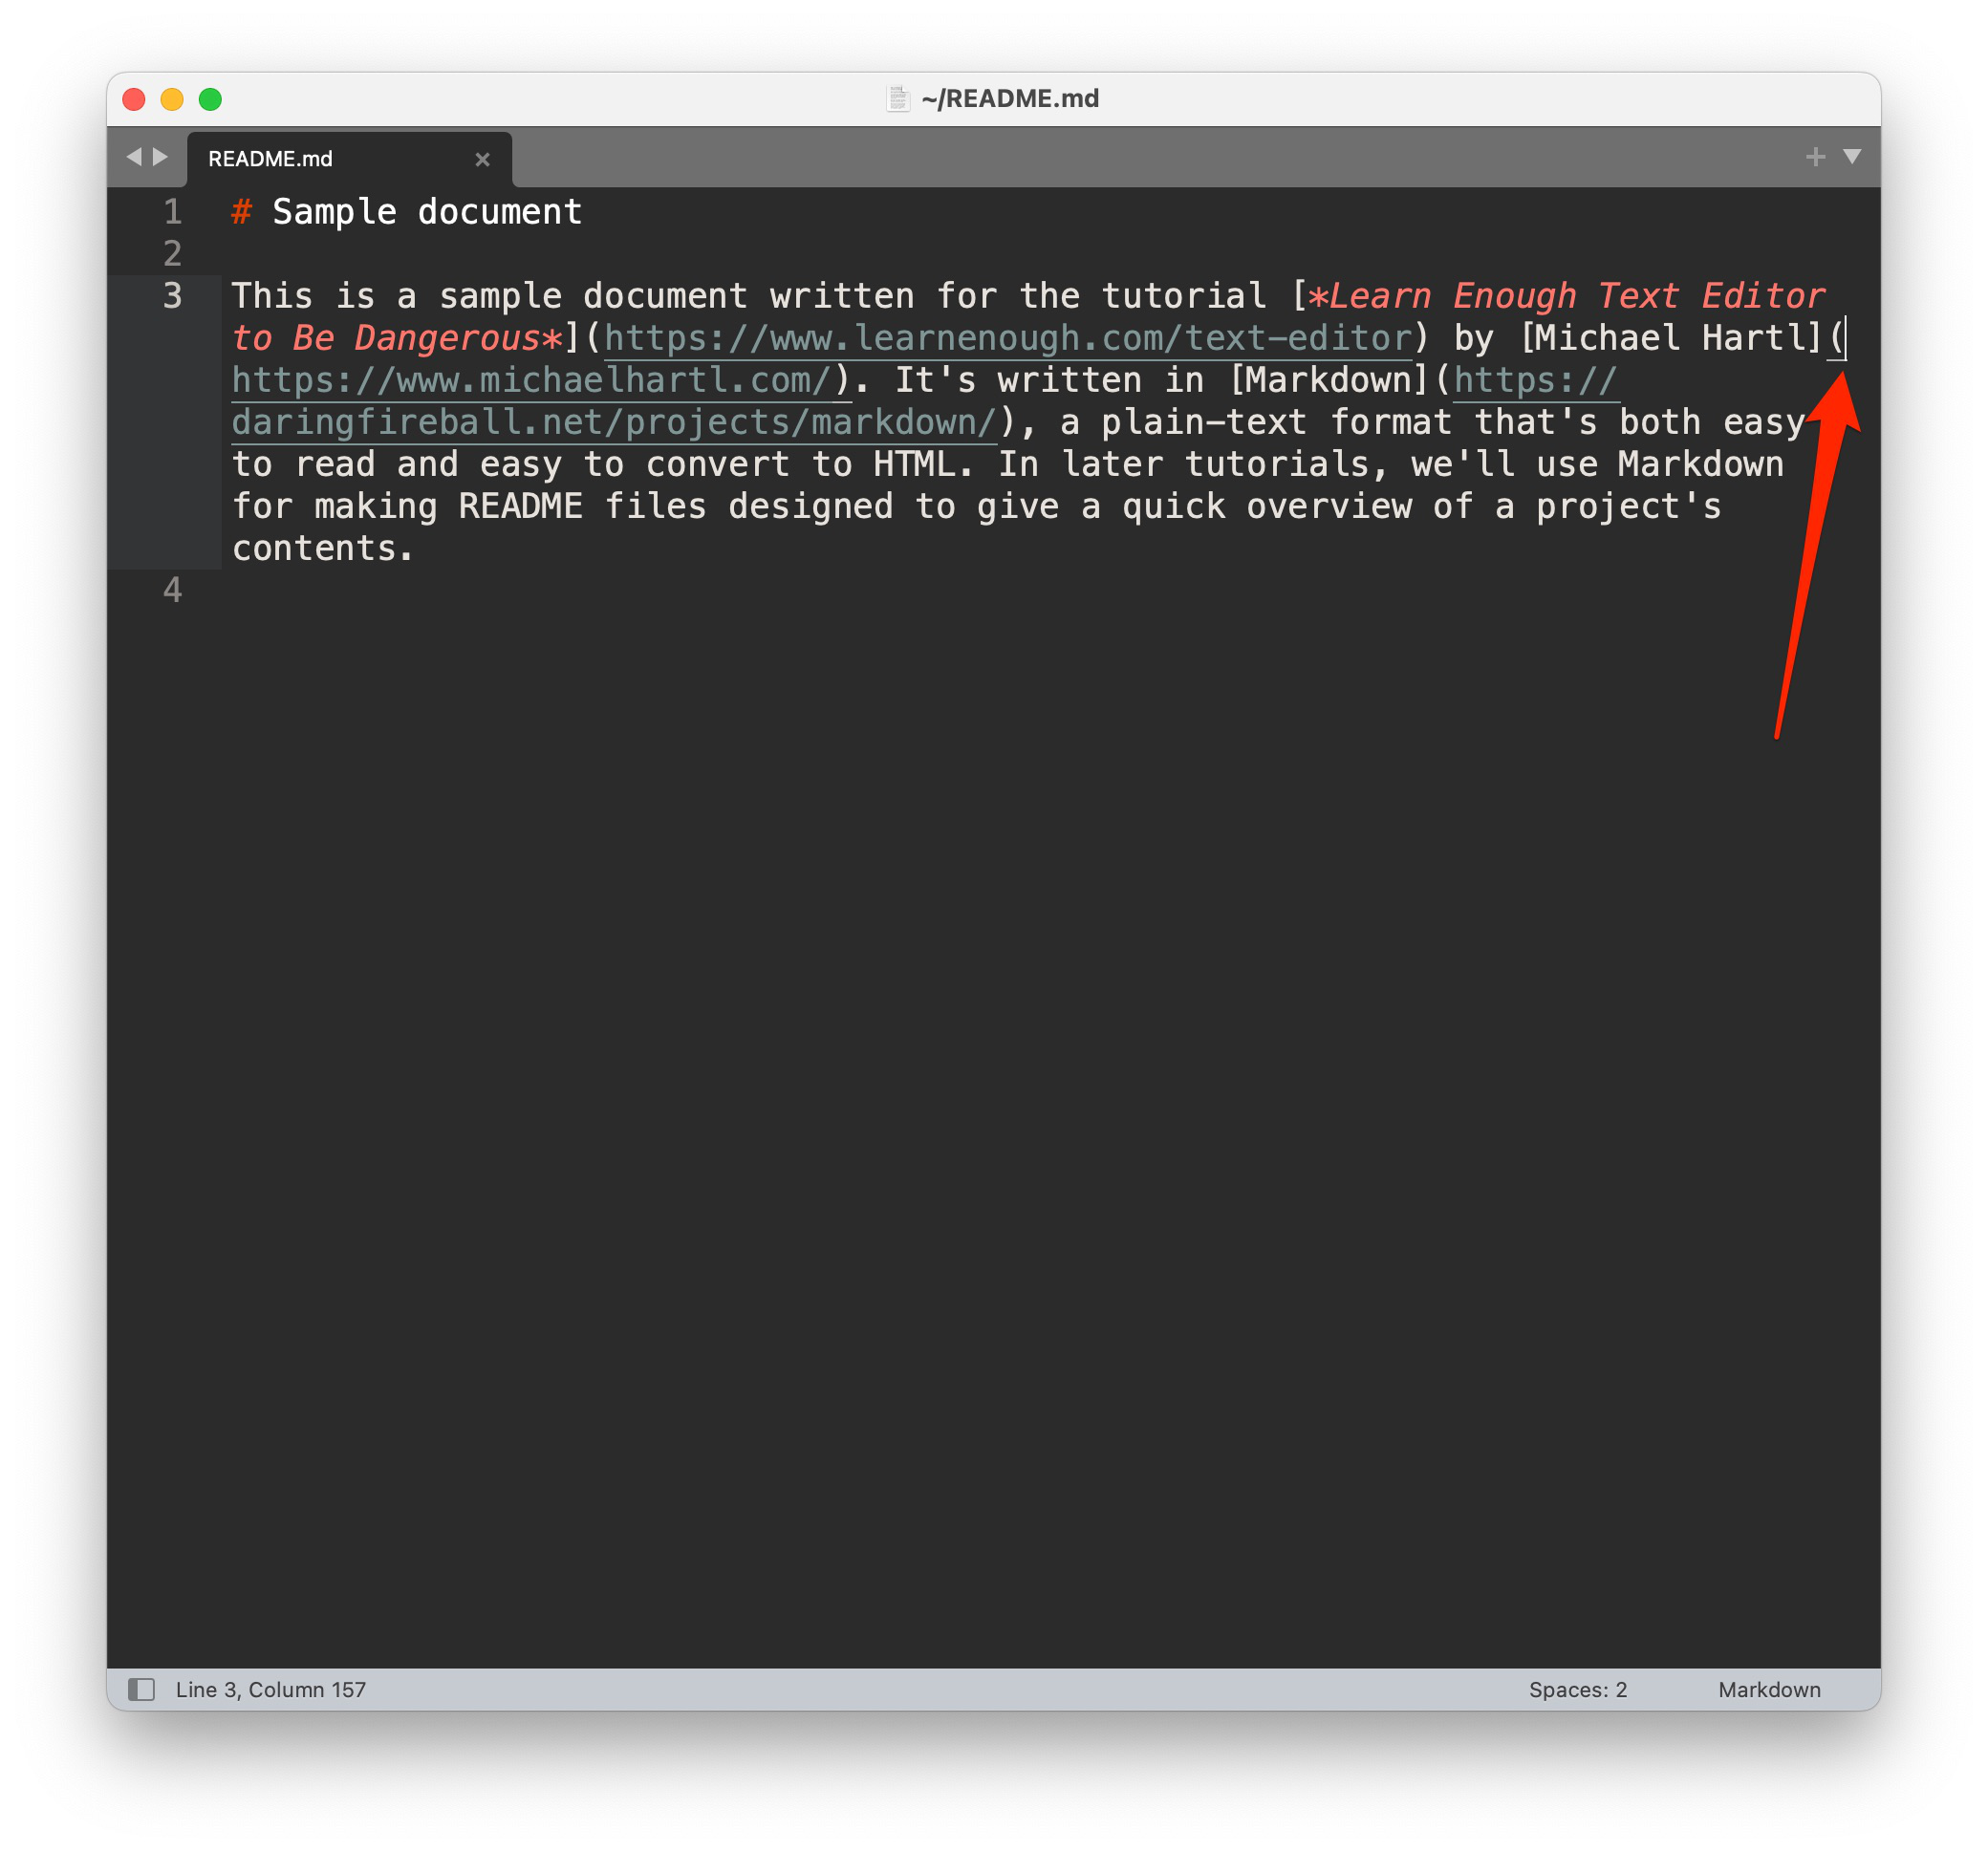 ~/README.md
README.md
1 # Sample document
2
3 This is a sample document written for the tutorial [*Learn Enough Text Editor
to Be Dangerous*](https://www.learnenough.com/text-editor) by [Michael Hartl](
https://www.michaelhartl.com/). It's written in [Markdown](https://
daringfireball.net/projects/markdown/), a plain-text format that's both easy
to read and easy to convert to HTML. In later tutorials, we'll use Markdown
for making README files designed to give a quick overview of a project's
contents.
4
Line 3, Column 157 Spaces: 2 Markdown